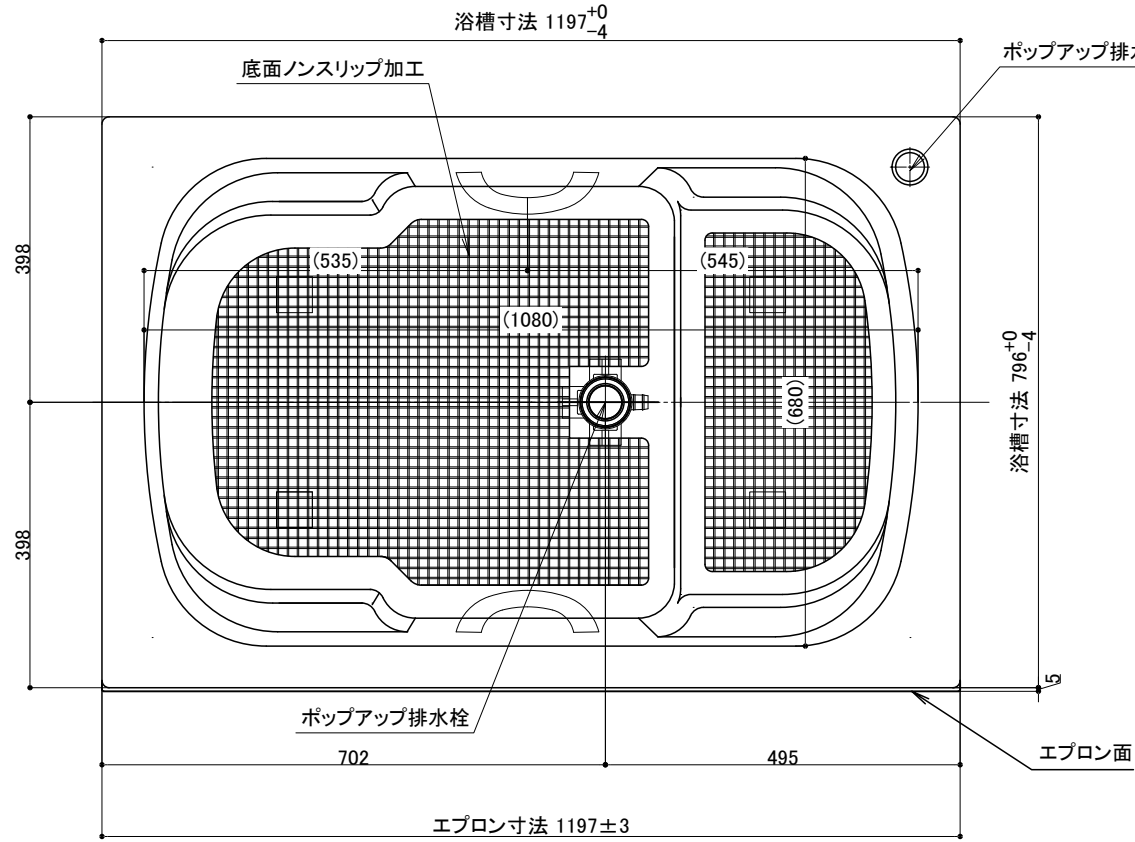 浴槽寸法 1197+0 -4
ポップアップ排
底面ノンスリップ加工
398
(535)
(545)
(1080)
(680)
浴槽寸法 796+0 -4
398
5
ポップアップ排水栓
エプロン面
702
495
エプロン寸法 1197±3